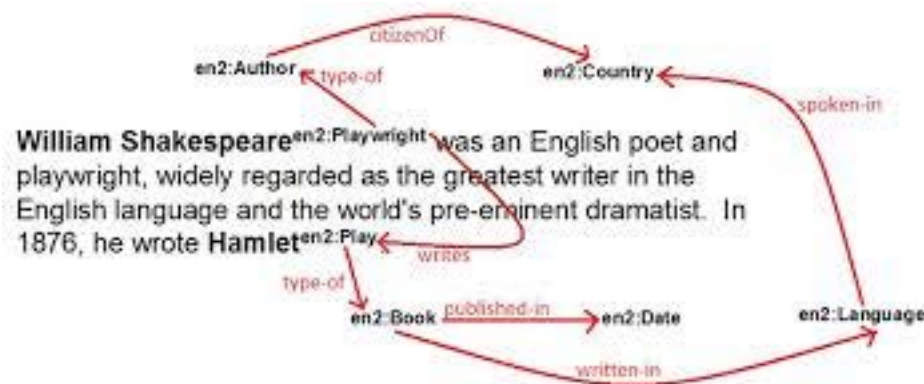 citizenOf
en2:Author type-of en2:Country
spoken-in
William Shakespeare en2:Playwright was an English poet and
playwright, widely regarded as the greatest writer in the
English language and the world's pre-eminent dramatist. In
1876, he wrote Hamlet en2:Play
writes
type-of
en2:Book published-in en2:Date en2:Language
written-in